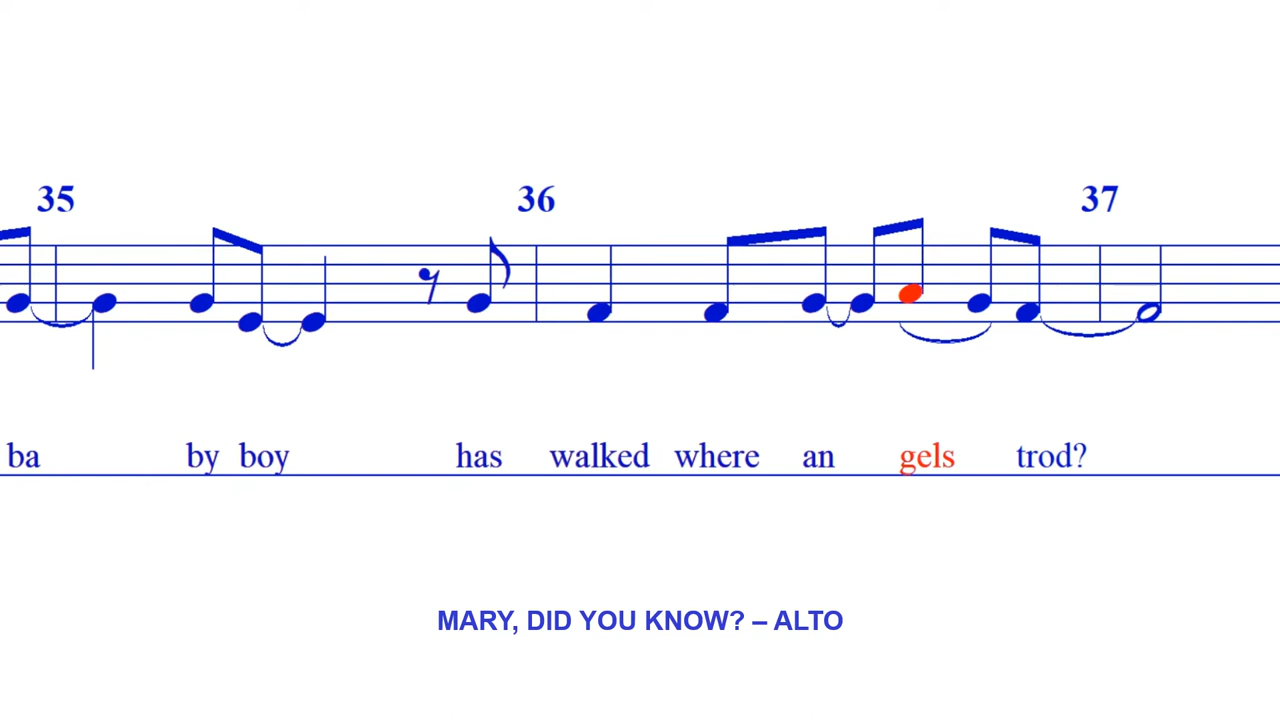 35 36 37
ba by boy has walked where an gels trod?
MARY, DID YOU KNOW? – ALTO